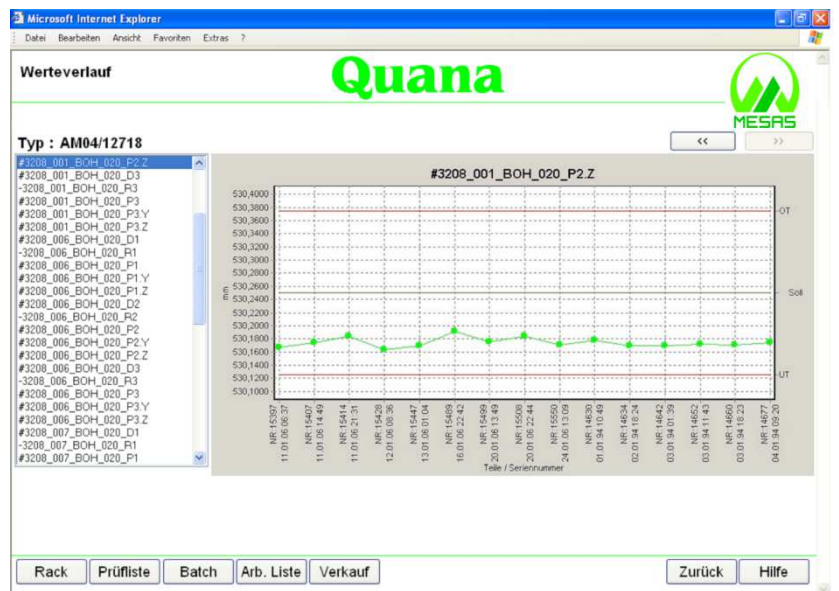 Microsoft Internet Explorer
Datei Bearbeiten Ansicht Favoriten Extras ?
Werteverlauf
Quana
MESAS
Typ : AM04/12718
<< >>
#3208_001_BOH_020_P2.Z
#3208_001_BOH_020_D3
-3208_001_BOH_020_R3
#3208_001_BOH_020_P3
#3208_001_BOH_020_P3.Y
#3208_001_BOH_020_P3.Z
#3208_006_BOH_020_D1
-3208_006_BOH_020_R1
#3208_006_BOH_020_P1
#3208_006_BOH_020_P1.Y
#3208_006_BOH_020_P1.Z
#3208_006_BOH_020_D2
-3208_006_BOH_020_R2
#3208_006_BOH_020_P2
#3208_006_BOH_020_P2.Y
#3208_006_BOH_020_P2.Z
#3208_006_BOH_020_D3
-3208_006_BOH_020_R3
#3208_006_BOH_020_P3
#3208_006_BOH_020_P3.Y
#3208_006_BOH_020_P3.Z
#3208_007_BOH_020_D1
-3208_007_BOH_020_R1
#3208_007_BOH_020_P1
#3208_001_BOH_020_P2.Z
530,4000
530,3800
530,3600
530,3400
530,3200
530,3000
530,2800
530,2600
530,2400
530,2200
530,2000
530,1800
530,1600
530,1400
530,1200
530,1000
mm
OT
Soll
UT
NR:15397
11.01.06 06:37
NR:15407
11.01.06 14:49
NR:15414
11.01.06 21:31
NR:15428
12.01.06 08:36
NR:15447
13.01.06 01:04
NR:15489
16.01.06 22:42
NR:15499
20.01.06 13:49
NR:15508
20.01.06 22:44
NR:15550
24.01.06 13:09
NR:14630
01.01.94 10:49
NR:14634
02.01.94 18:24
NR:14642
03.01.94 01:39
NR:14652
03.01.94 11:43
NR:14660
03.01.94 18:23
NR:14677
04.01.94 09:20
Teile / Seriennummer
Rack Prüfliste Batch Arb. Liste Verkauf Zurück Hilfe